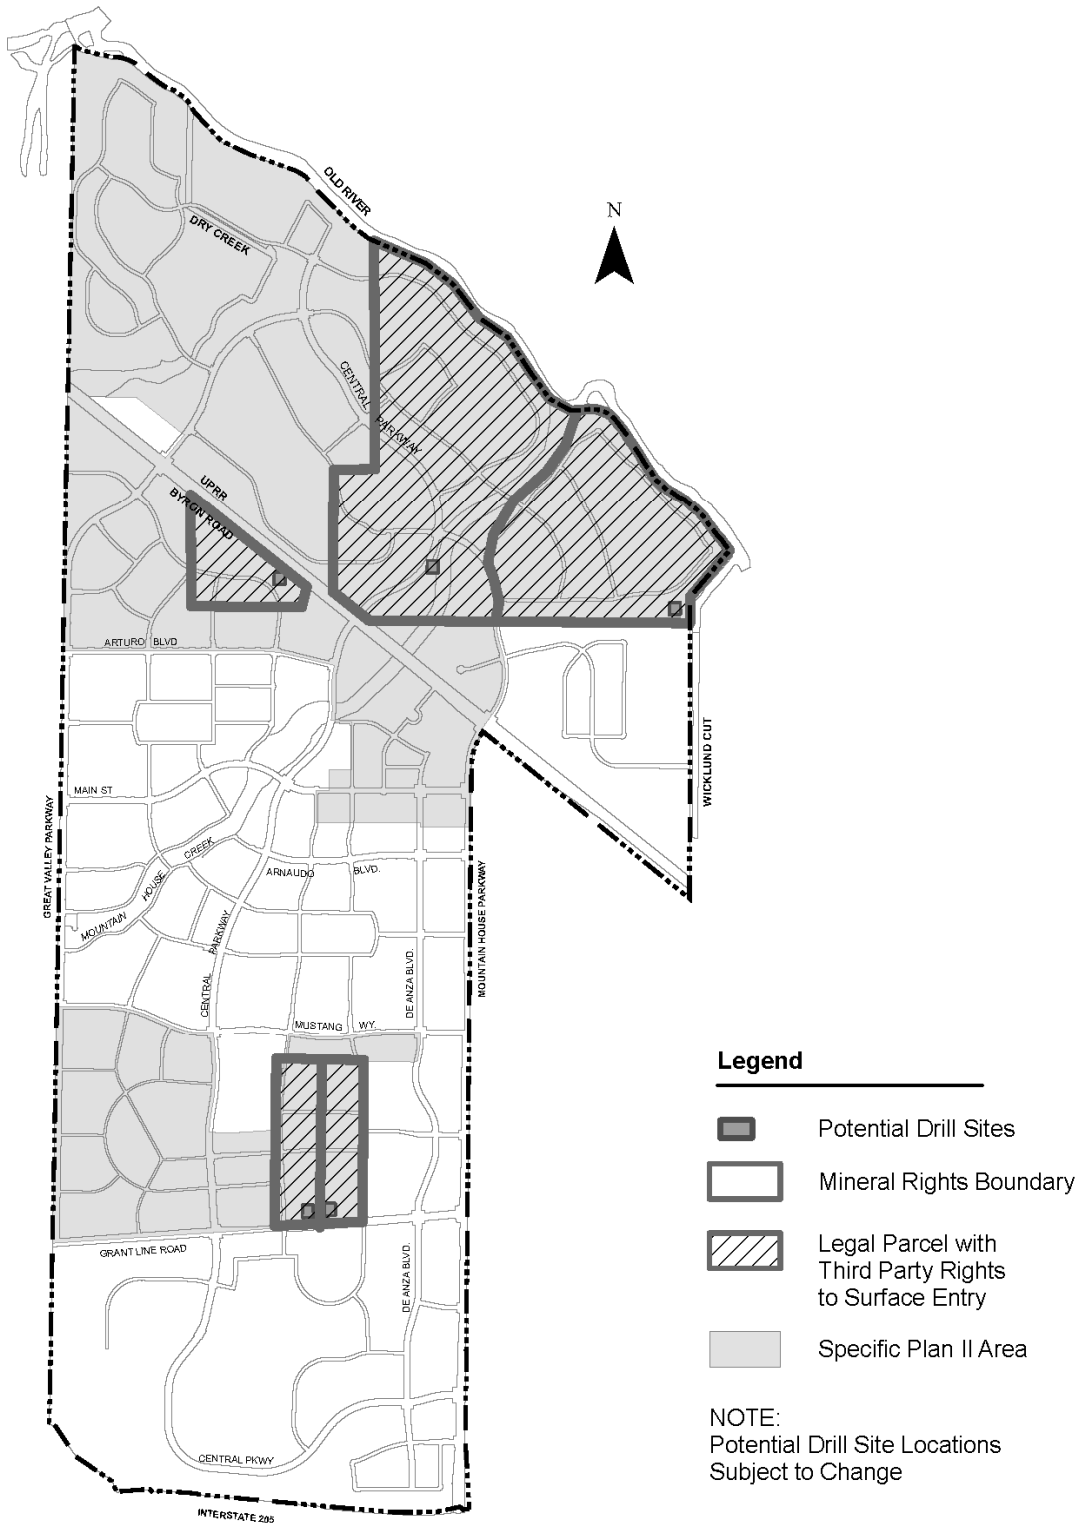 OLD RIVER
N
DRY CREEK
CENTRAL PARKWAY
UPRR
BYRON ROAD
ARTURO BLVD
WICKLUND CUT
MAIN ST
GREAT VALLEY PARKWAY
MOUNTAIN HOUSE CREEK
ARNAUDO BLVD.
MOUNTAIN HOUSE PARKWAY
CENTRAL PARKWAY
DE ANZA BLVD.
MUSTANG WY.
GRANT LINE ROAD
DE ANZA BLVD.
CENTRAL PKWY
INTERSTATE 205
Legend
Potential Drill Sites
Mineral Rights Boundary
Legal Parcel with
Third Party Rights
to Surface Entry
Specific Plan II Area
NOTE:
Potential Drill Site Locations
Subject to Change